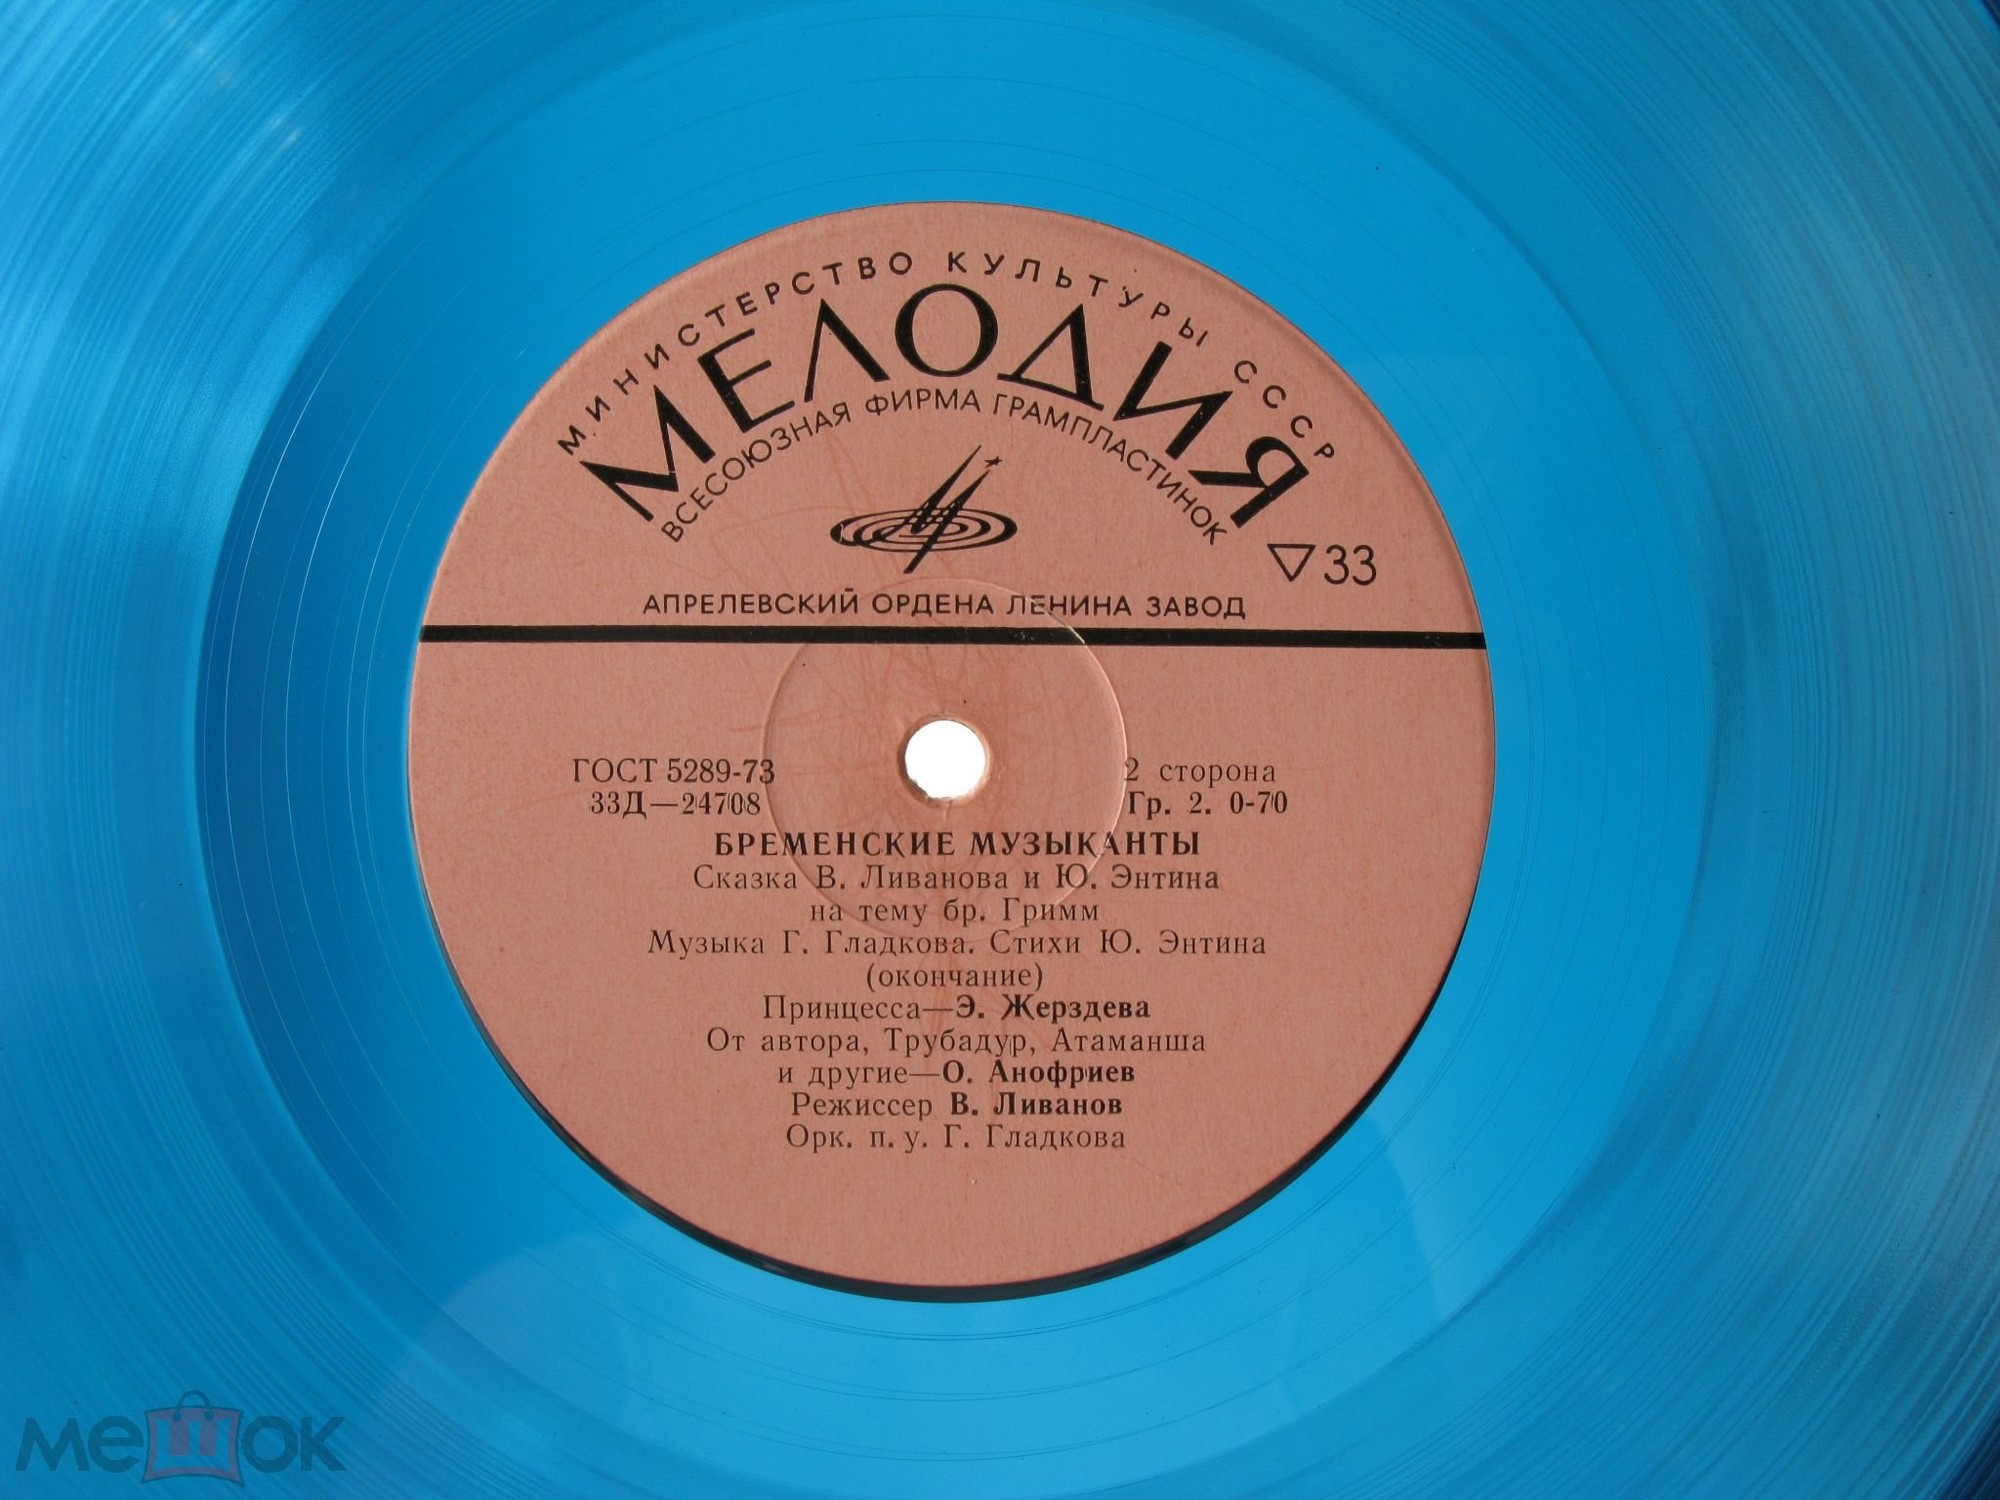 МИНИСТЕРСТВО КУЛЬТУРЫ СССР
МЕЛОДИЯ
ВСЕСОЮЗНАЯ ФИРМА ГРАМПЛАСТИНОК
33
АПРЕЛЕВСКИЙ ОРДЕНА ЛЕНИНА ЗАВОД
ГОСТ 5289-73 2 сторона
33Д—24708 Гр. 2. 0-70
БРЕМЕНСКИЕ МУЗЫКАНТЫ
Сказка В. Ливанова и Ю. Энтина
на тему бр. Гримм
Музыка Г. Гладкова. Стихи Ю. Энтина
(окончание)
Принцесса—Э. Жерздева
От автора, Трубадур, Атаманша
и другие—О. Анофриев
Режиссер В. Ливанов
Орк. п. у. Г. Гладкова
мешок